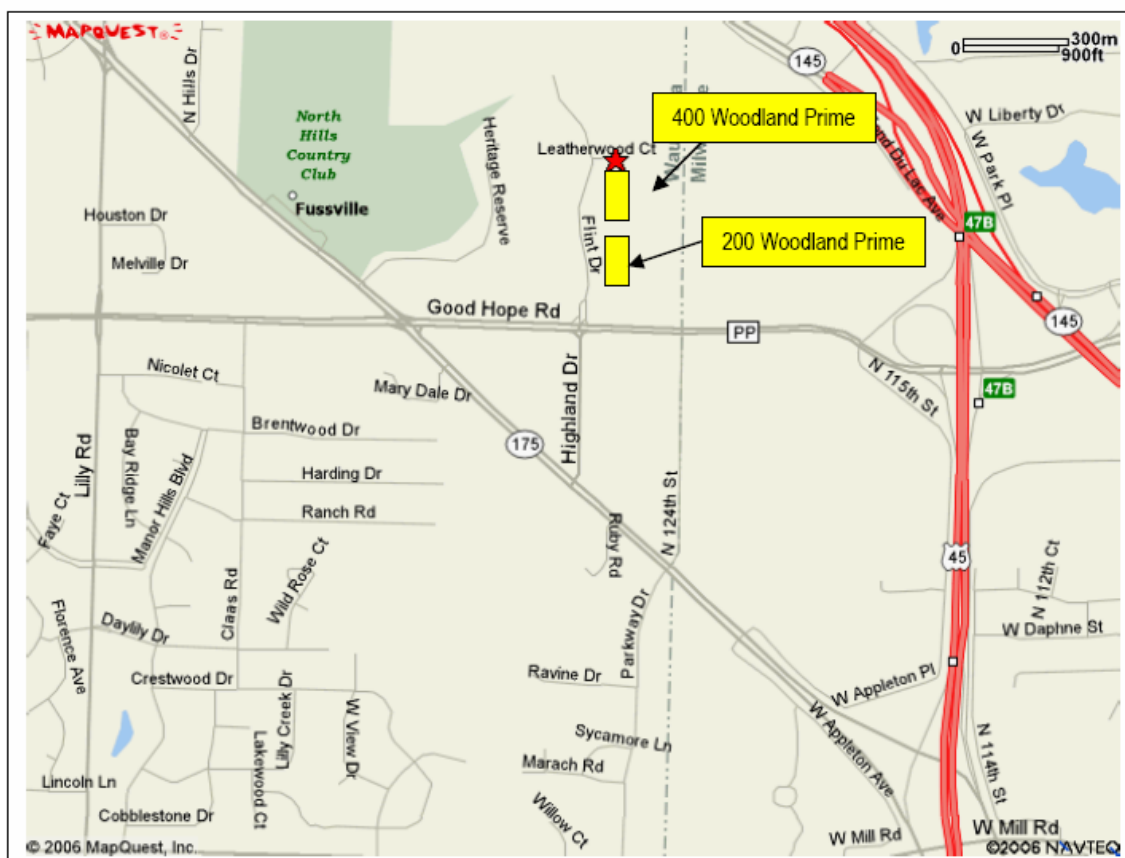 MAPQUEST
300m
0
900ft
145
N Hills Dr
W Liberty Dr
400 Woodland Prime
North
Hills
Country
Club
Heritage Reserve
Leatherwood Ct
W Park Pl
Fussville
Houston Dr
47B
200 Woodland Prime
Flint Dr
Melville Dr
Good Hope Rd
145
PP
Nicolet Ct
Mary Dale Dr
N 115th St
47B
Highland Dr
Brentwood Dr
175
Lilly Rd
Bay Ridge Ln
Manor Hills Blvd
Harding Dr
Ranch Rd
Faye Ct
N 124th St
Ruby Rd
45
Wild Rose Ct
Claas Rd
N 112th Ct
Florence Ave
Daylily Dr
W Daphne St
Parkway Dr
Crestwood Dr
Ravine Dr
W Appleton Pl
Lilly Creek Dr
W View Dr
Sycamore Ln
W Appleton Ave
N 114th St
Lakewood Ct
Marach Rd
Lincoln Ln
Cobblestone Dr
Willow Ct
W Mill Rd
W Mill Rd
© 2006 MapQuest, Inc.
©2006 NAVTEQ